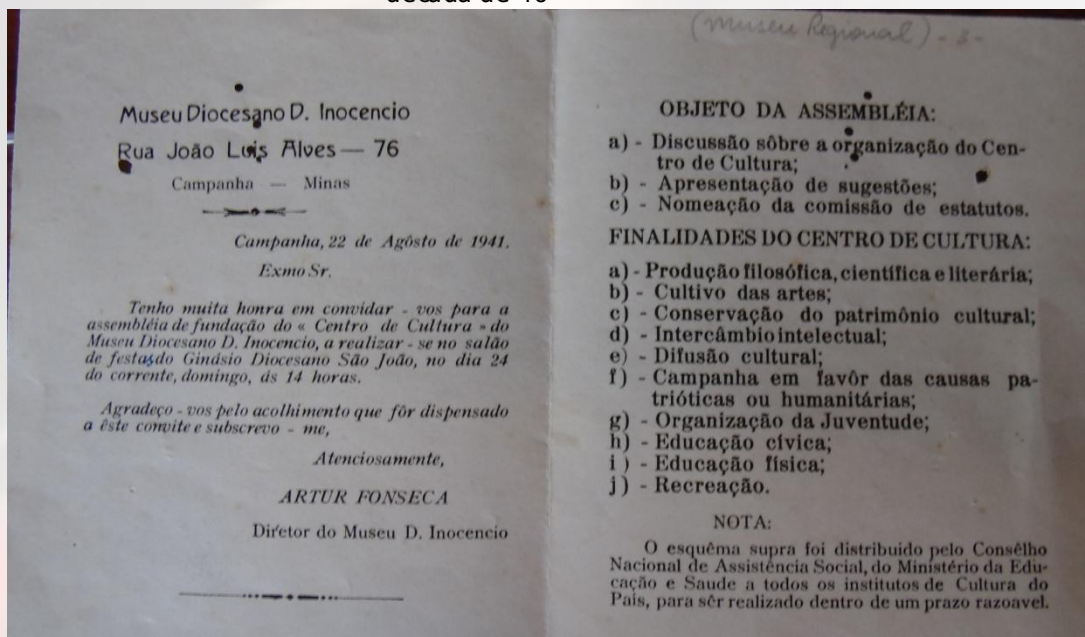 década de 40
(Museu Regional) - 3 -
Museu Diocesano D. Inocencio
Rua João Luis Alves — 76
Campanha — Minas
Campanha, 22 de Agôsto de 1941.
Exmo Sr.
Tenho muita honra em convidar - vos para a
assembléia de fundação do « Centro de Cultura » do
Museu Diocesano D. Inocencio, a realizar - se no salão
de festas do Ginásio Diocesano São João, no dia 24
do corrente, domingo, ás 14 horas.
Agradeço - vos pelo acolhimento que fôr dispensado
a êste convite e subscrevo - me,
Atenciosamente,
ARTUR FONSECA
Diretor do Museu D. Inocencio
OBJETO DA ASSEMBLÉIA:
a) - Discussão sôbre a organização do Cen-
tro de Cultura;
b) - Apresentação de sugestões;
c) - Nomeação da comissão de estatutos.
FINALIDADES DO CENTRO DE CULTURA:
a) - Produção filosófica, científica e literária;
b) - Cultivo das artes;
c) - Conservação do patrimônio cultural;
d) - Intercâmbio intelectual;
e) - Difusão cultural;
f) - Campanha em favôr das causas pa-
trióticas ou humanitárias;
g) - Organização da Juventude;
h) - Educação cívica;
i ) - Educação física;
j ) - Recreação.
NOTA:
O esquêma supra foi distribuido pelo Consêlho
Nacional de Assistência Social, do Ministério da Edu-
cação e Saude a todos os institutos de Cultura do
País, para sêr realizado dentro de um prazo razoavel.